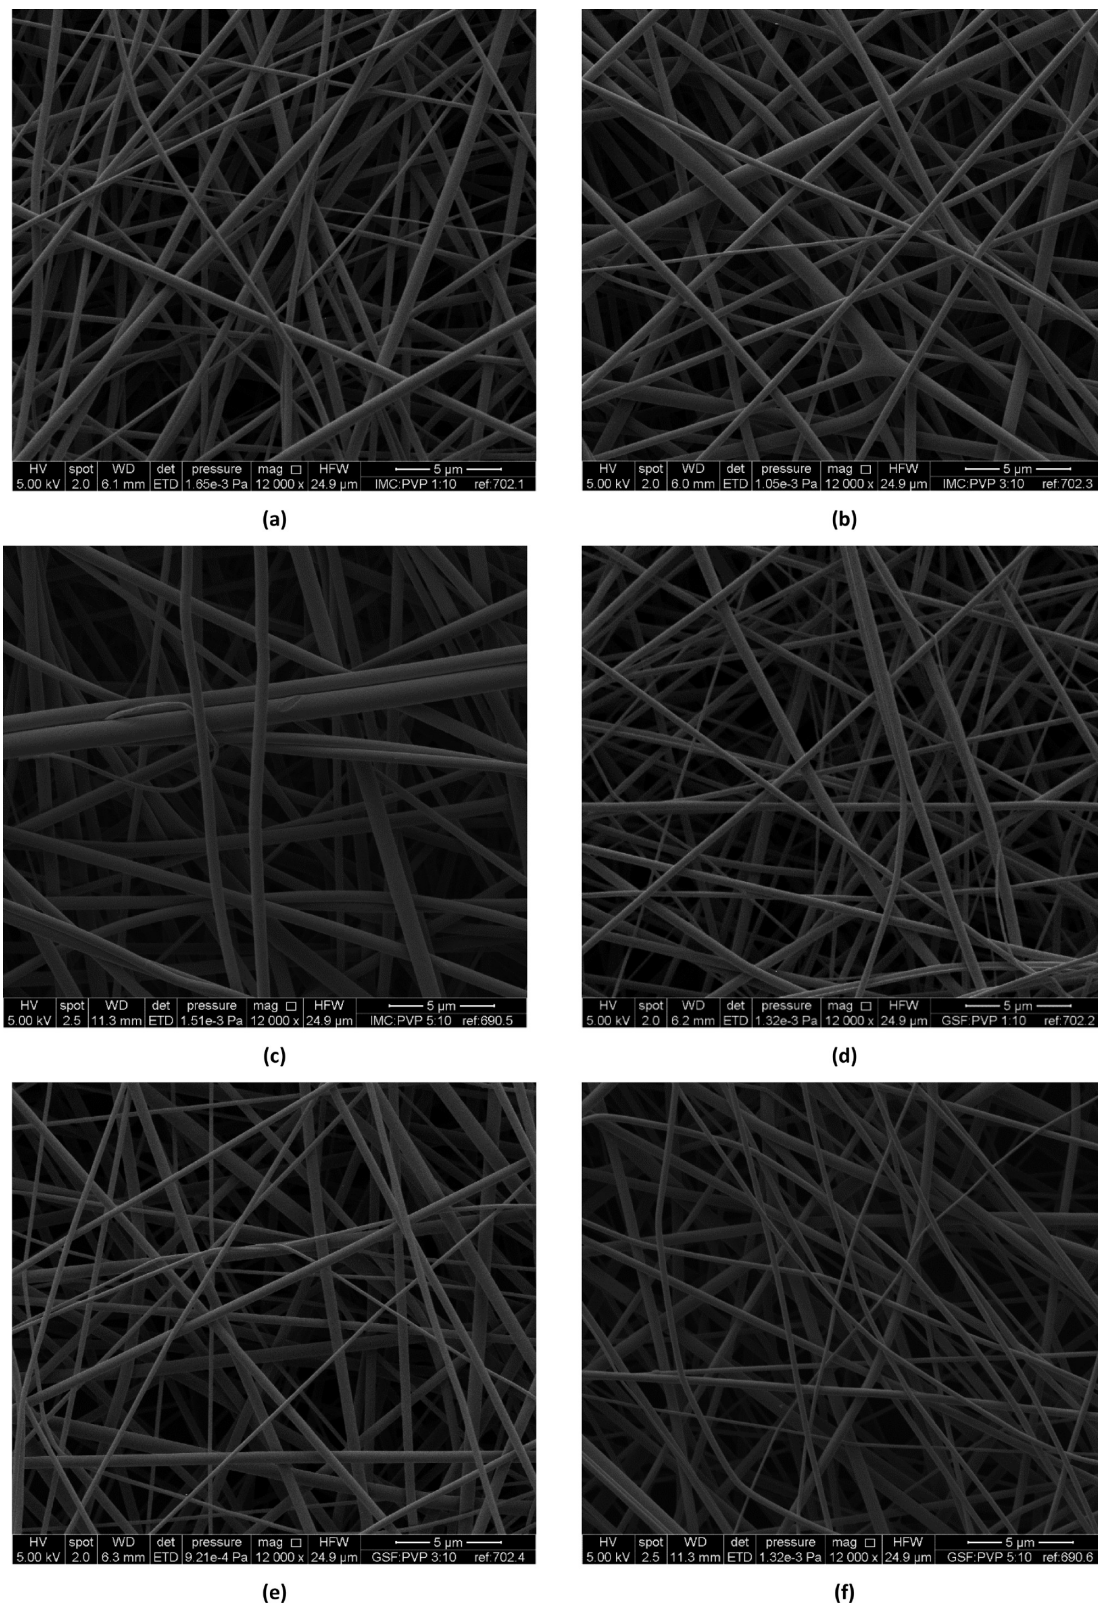 HV spot WD det pressure mag HFW 5 µm
5.00 kV 2.0 6.1 mm ETD 1.65e-3 Pa 12 000 x 24.9 µm IMC:PVP 1:10 ref:702.1
(a)
HV spot WD det pressure mag HFW 5 µm
5.00 kV 2.0 6.0 mm ETD 1.05e-3 Pa 12 000 x 24.9 µm IMC:PVP 3:10 ref:702.3
(b)
HV spot WD det pressure mag HFW 5 µm
5.00 kV 2.5 11.3 mm ETD 1.51e-3 Pa 12 000 x 24.9 µm IMC:PVP 5:10 ref:690.5
(c)
HV spot WD det pressure mag HFW 5 µm
5.00 kV 2.0 6.2 mm ETD 1.32e-3 Pa 12 000 x 24.9 µm GSF:PVP 1:10 ref:702.2
(d)
HV spot WD det pressure mag HFW 5 µm
5.00 kV 2.0 6.3 mm ETD 9.21e-4 Pa 12 000 x 24.9 µm GSF:PVP 3:10 ref:702.4
(e)
HV spot WD det pressure mag HFW 5 µm
5.00 kV 2.5 11.3 mm ETD 1.32e-3 Pa 12 000 x 24.9 µm GSF:PVP 5:10 ref:690.6
(f)